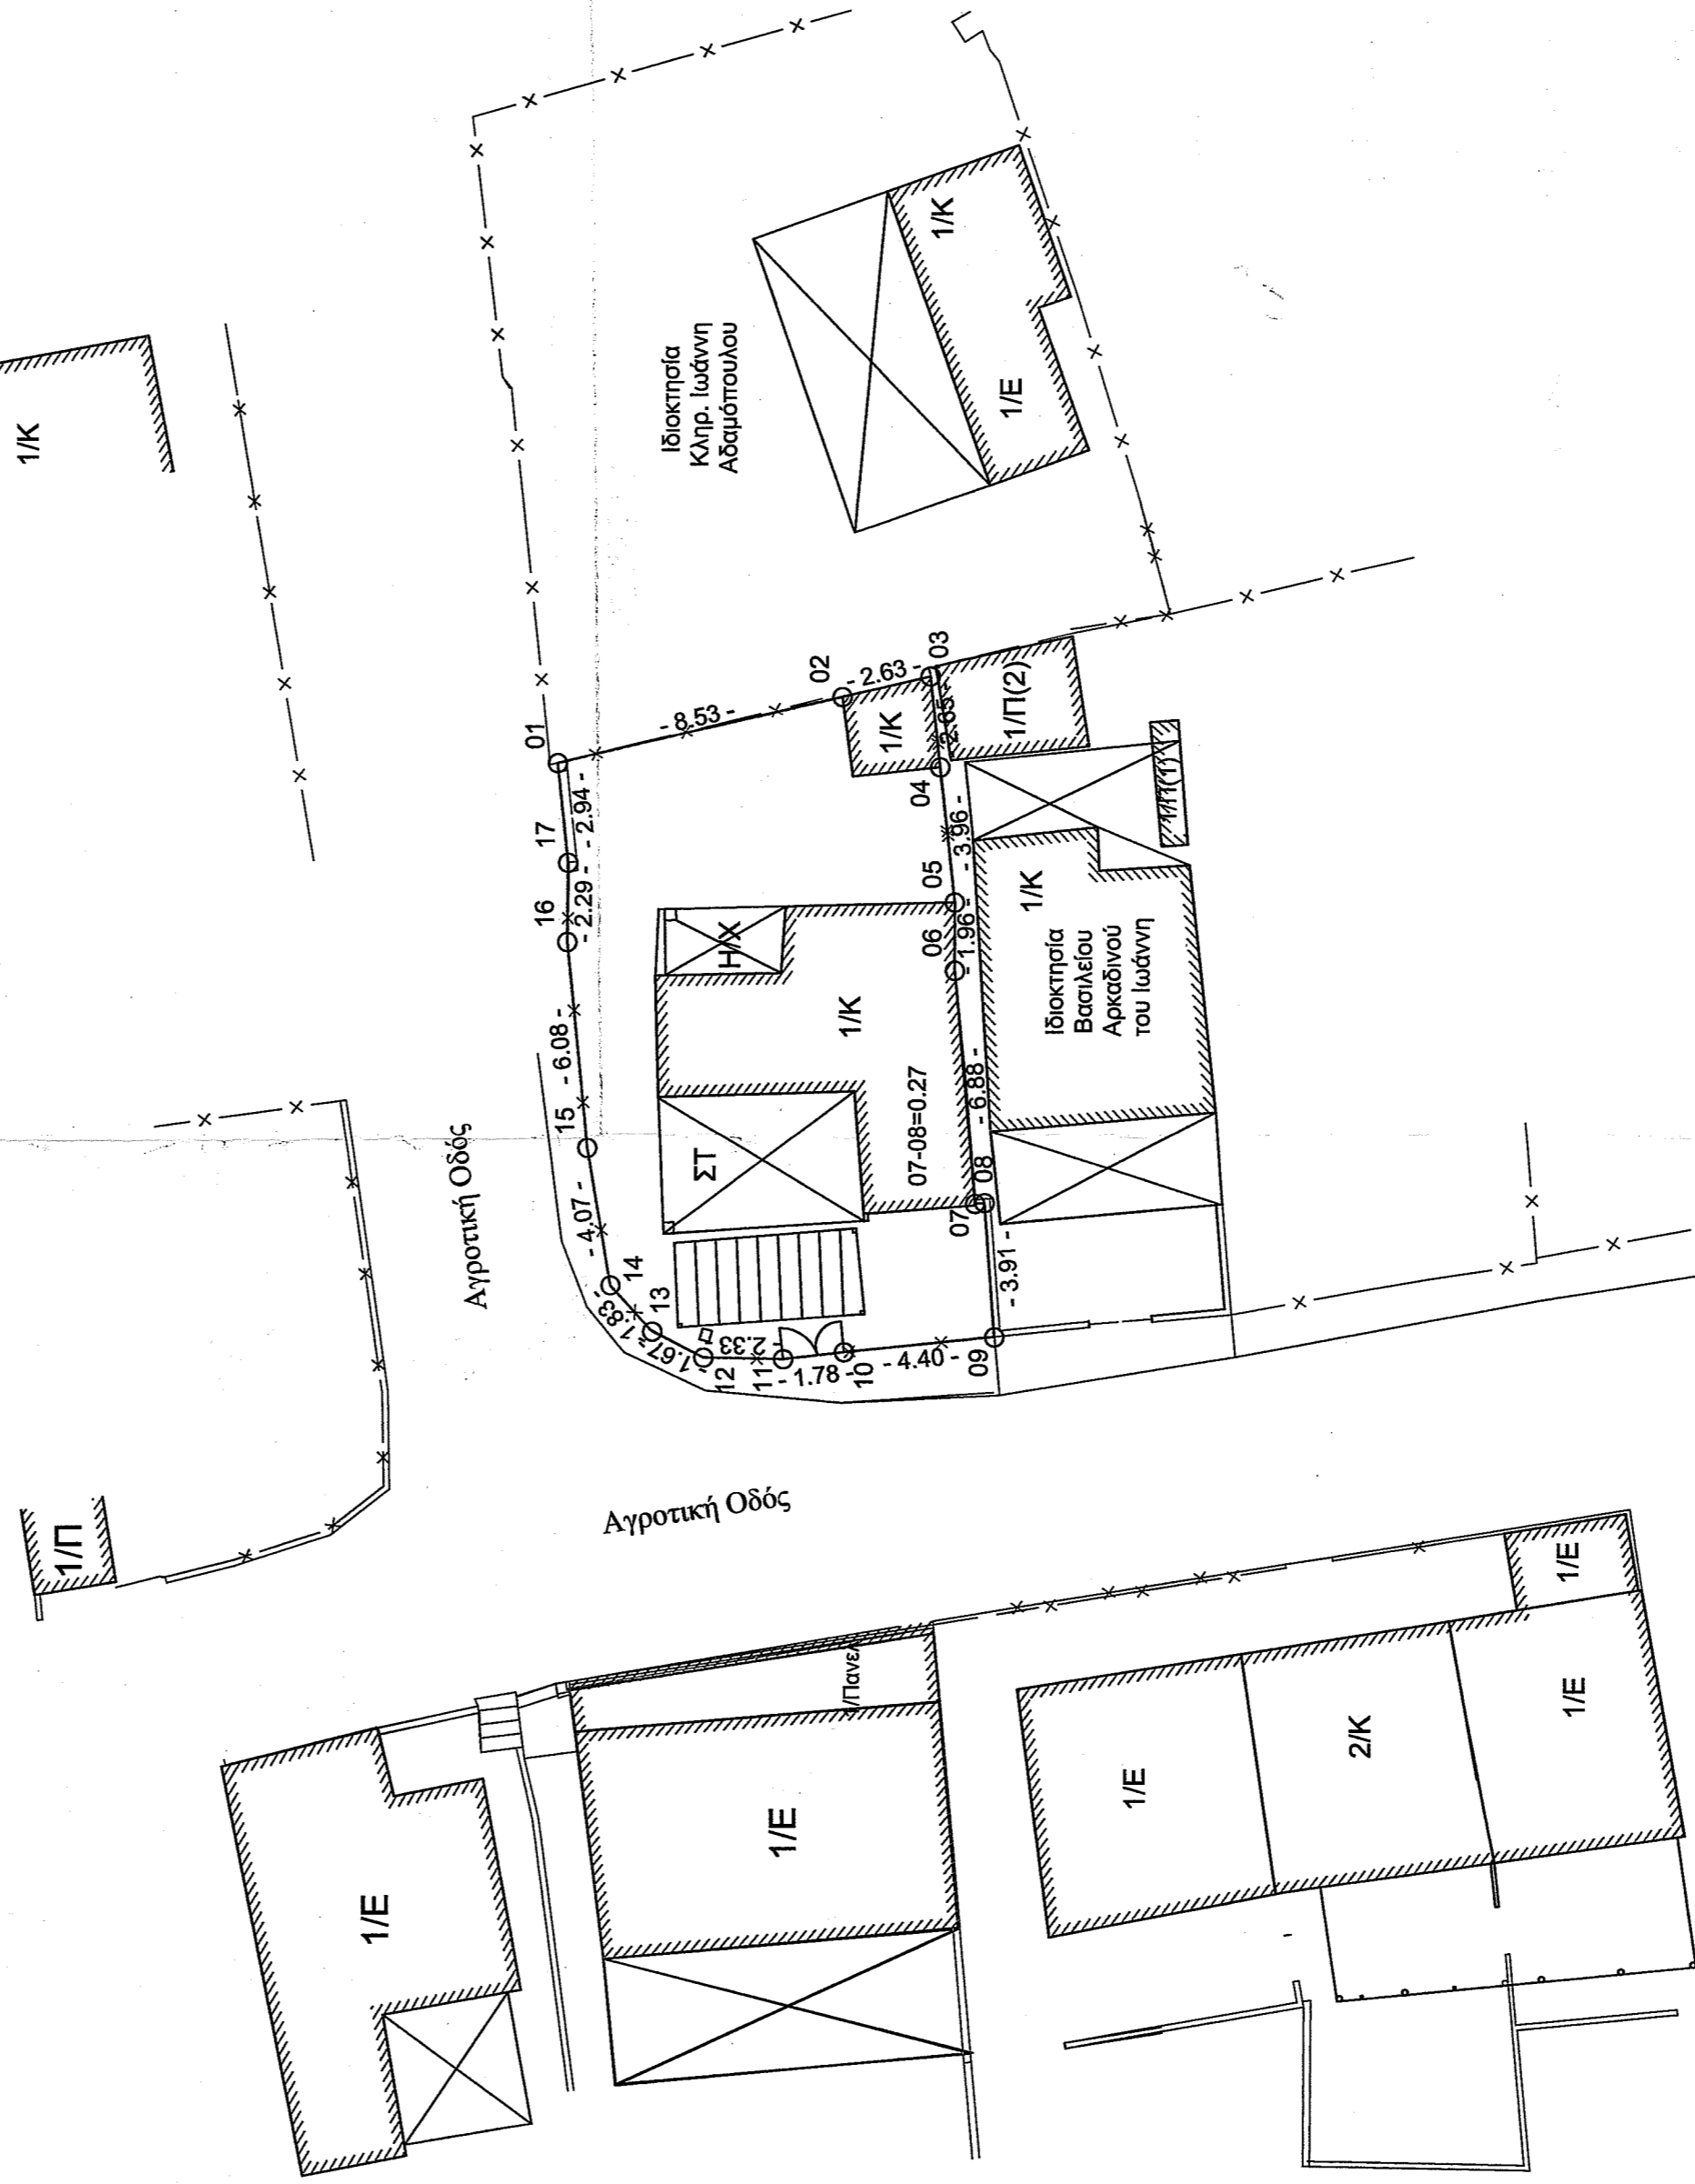 1/Κ
Ιδιοκτησία
Κληρ. Ιωάννη
Αδαμόπουλου
1/Κ
1/Ε
01
- 8.53 -
02
- 2.63 -
03
17
- 2.94 -
1/Κ
- 2.65 -
1/Π(2)
04
16
- 2.29 -
05
- 3.96 -
1/Π(1)
Η/Χ
06
- 1.96 -
1/Κ
Ιδιοκτησία
Βασιλείου
Αρκαδινού
του Ιωάννη
15
- 6.08 -
1/Κ
07-08=0.27
- 6.88 -
Αγροτική Οδός
- 4.07 -
ΣΤ
07
08
14
- 1.83 -
13
- 3.91 -
- 1.67 -
12
- 2.33 -
11
- 1.78 -
10
- 4.40 -
09
Αγροτική Οδός
1/Π
1/Πανελ
1/Ε
1/Ε
1/Ε
1/Ε
2/Κ
1/Ε